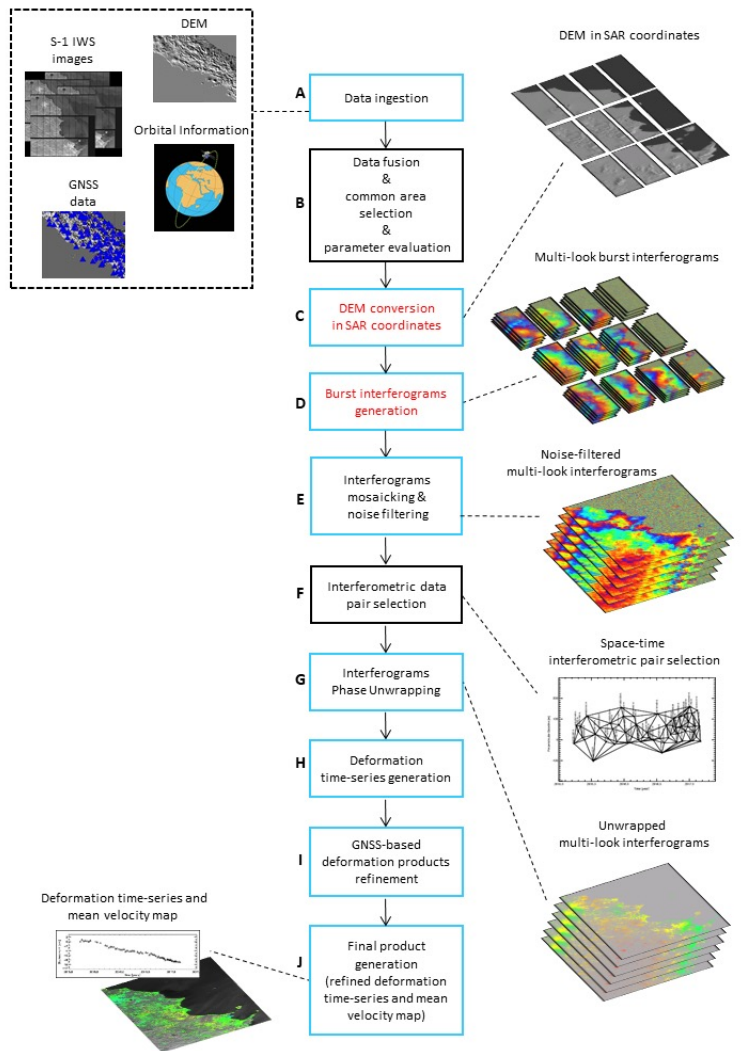 S-1 IWS
images
DEM
Orbital Information
GNSS
data
A
Data ingestion
B
Data fusion
&
common area
selection
&
parameter evaluation
C
DEM conversion
in SAR coordinates
D
Burst interferograms
generation
E
Interferograms
mosaicking &
noise filtering
F
Interferometric data
pair selection
G
Interferograms
Phase Unwrapping
H
Deformation
time-series generation
I
GNSS-based
deformation products
refinement
J
Final product
generation
(refined deformation
time-series and mean
velocity map)
DEM in SAR coordinates
Multi-look burst interferograms
Noise-filtered
multi-look interferograms
Space-time
interferometric pair selection
Unwrapped
multi-look interferograms
Deformation time-series and
mean velocity map